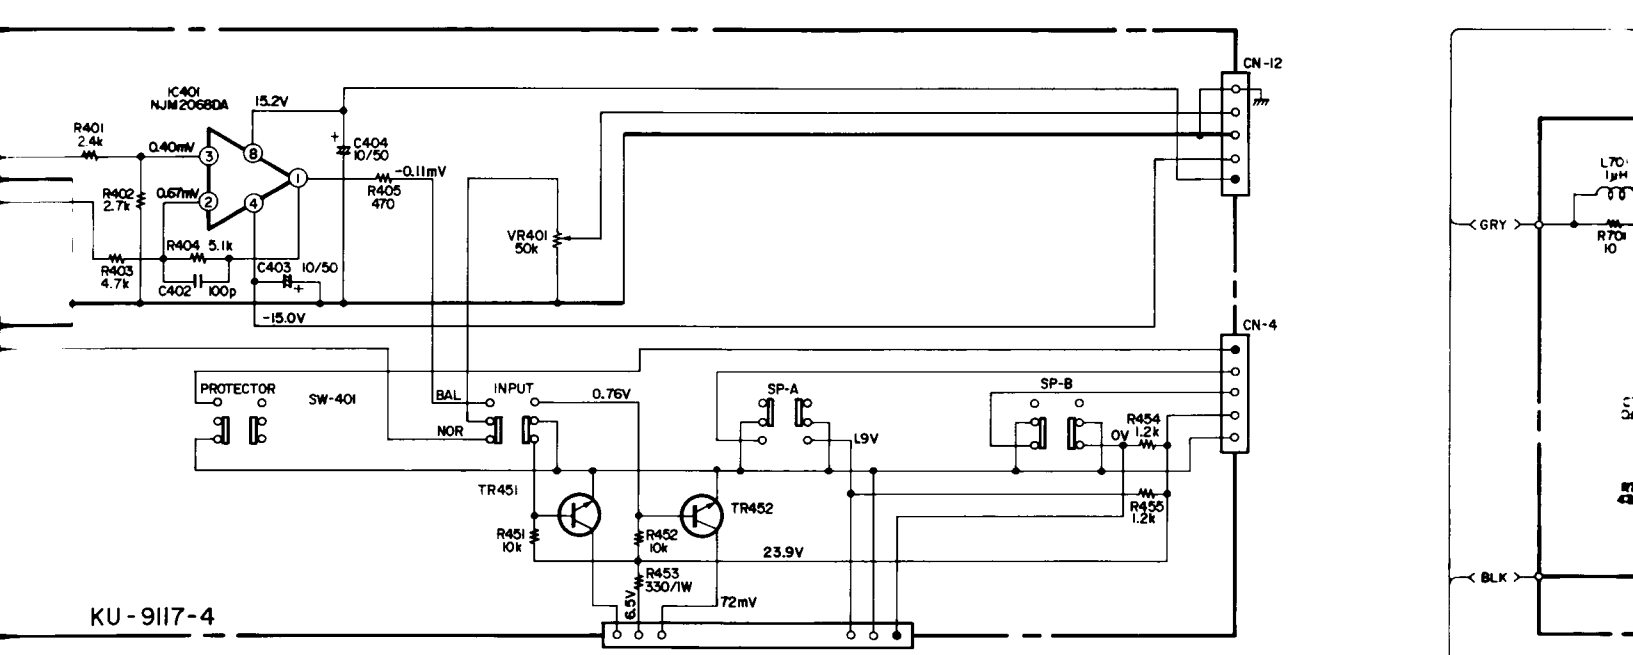 CN-12
IC401
NJM2068DA
15.2V
R401
2.4k
0.40mV
3
8
+
C404
10/50
1
-0.11mV
R405
470
R402
2.7k
0.67mV
2
4
L70
1μH
R404 5.1k
VR401
50k
GRY
R70
10
R403
4.7k
C402 100p
C403 10/50
+
-15.0V
CN-4
PROTECTOR
SW-401
BAL
INPUT
0.76V
SP-A
SP-B
NOR
1.9V
0V
R454
1.2k
TR451
TR452
R455
1.2k
R451
10k
R452
10k
23.9V
R453
330/1W
BLK
6.5V
72mV
KU-9117-4